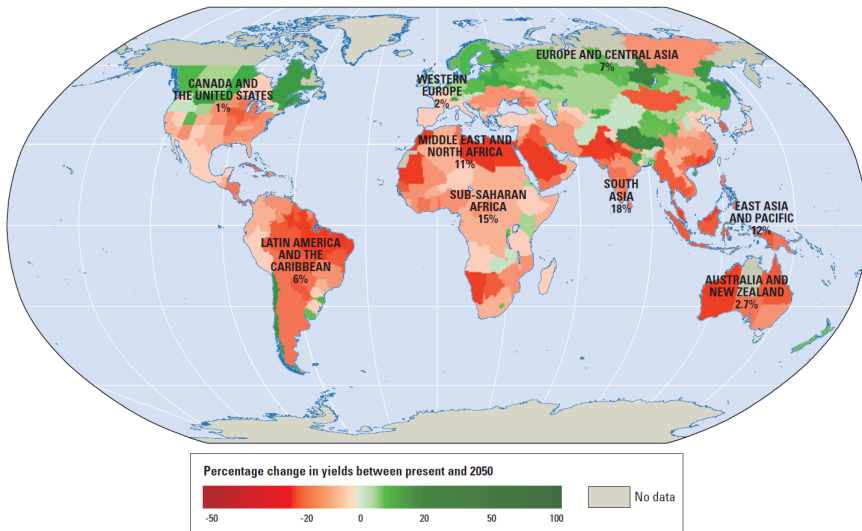 EUROPE AND CENTRAL ASIA
7%
CANADA AND
THE UNITED STATES
1%
WESTERN
EUROPE
2%
MIDDLE EAST AND
NORTH AFRICA
11%
SUB-SAHARAN
AFRICA
15%
SOUTH
ASIA
18%
EAST ASIA
AND PACIFIC
12%
LATIN AMERICA
AND THE
CARIBBEAN
6%
AUSTRALIA AND
NEW ZEALAND
2.7%
Percentage change in yields between present and 2050
No data
-50 -20 0 20 50 100